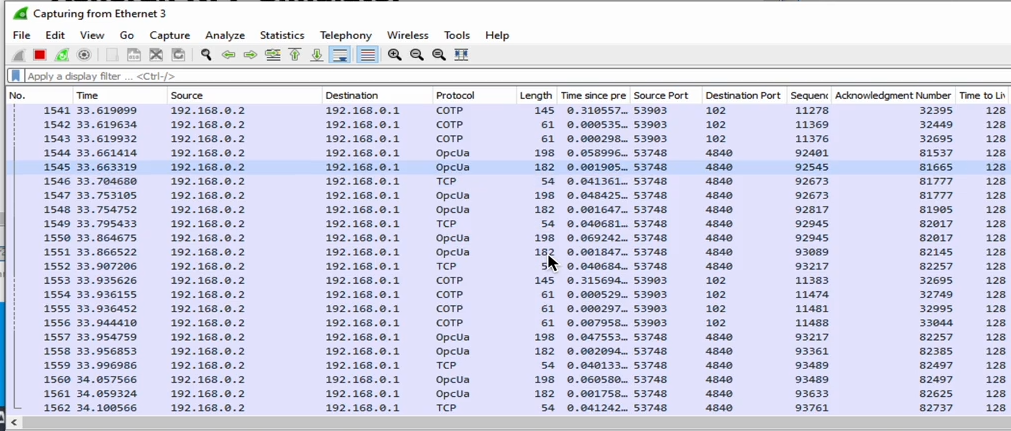 Capturing from Ethernet 3
File Edit View Go Capture Analyze Statistics Telephony Wireless Tools Help
Apply a display filter ... <Ctrl-/>
No. Time Source Destination Protocol Length Time since pre Source Port Destination Port Sequenc Acknowledgment Number Time to Liv
1541 33.619099 192.168.0.2 192.168.0.1 COTP 145 0.310557… 53903 102 11278 32395 128
1542 33.619634 192.168.0.2 192.168.0.1 COTP 61 0.000535… 53903 102 11369 32449 128
1543 33.619932 192.168.0.2 192.168.0.1 COTP 61 0.000298… 53903 102 11376 32695 128
1544 33.661414 192.168.0.2 192.168.0.1 OpcUa 198 0.058996… 53748 4840 92401 81537 128
1545 33.663319 192.168.0.2 192.168.0.1 OpcUa 182 0.001905… 53748 4840 92545 81665 128
1546 33.704680 192.168.0.2 192.168.0.1 TCP 54 0.041361… 53748 4840 92673 81777 128
1547 33.753105 192.168.0.2 192.168.0.1 OpcUa 198 0.048425… 53748 4840 92673 81777 128
1548 33.754752 192.168.0.2 192.168.0.1 OpcUa 182 0.001647… 53748 4840 92817 81905 128
1549 33.795433 192.168.0.2 192.168.0.1 TCP 54 0.040681… 53748 4840 92945 82017 128
1550 33.864675 192.168.0.2 192.168.0.1 OpcUa 198 0.069242… 53748 4840 92945 82017 128
1551 33.866522 192.168.0.2 192.168.0.1 OpcUa 182 0.001847… 53748 4840 93089 82145 128
1552 33.907206 192.168.0.2 192.168.0.1 TCP 54 0.040684… 53748 4840 93217 82257 128
1553 33.935626 192.168.0.2 192.168.0.1 COTP 145 0.315694… 53903 102 11383 32695 128
1554 33.936155 192.168.0.2 192.168.0.1 COTP 61 0.000529… 53903 102 11474 32749 128
1555 33.936452 192.168.0.2 192.168.0.1 COTP 61 0.000297… 53903 102 11481 32995 128
1556 33.944410 192.168.0.2 192.168.0.1 COTP 61 0.007958… 53903 102 11488 33044 128
1557 33.954759 192.168.0.2 192.168.0.1 OpcUa 198 0.047553… 53748 4840 93217 82257 128
1558 33.956853 192.168.0.2 192.168.0.1 OpcUa 182 0.002094… 53748 4840 93361 82385 128
1559 33.996986 192.168.0.2 192.168.0.1 TCP 54 0.040133… 53748 4840 93489 82497 128
1560 34.057566 192.168.0.2 192.168.0.1 OpcUa 198 0.060580… 53748 4840 93489 82497 128
1561 34.059324 192.168.0.2 192.168.0.1 OpcUa 182 0.001758… 53748 4840 93633 82625 128
1562 34.100566 192.168.0.2 192.168.0.1 TCP 54 0.041242… 53748 4840 93761 82737 128